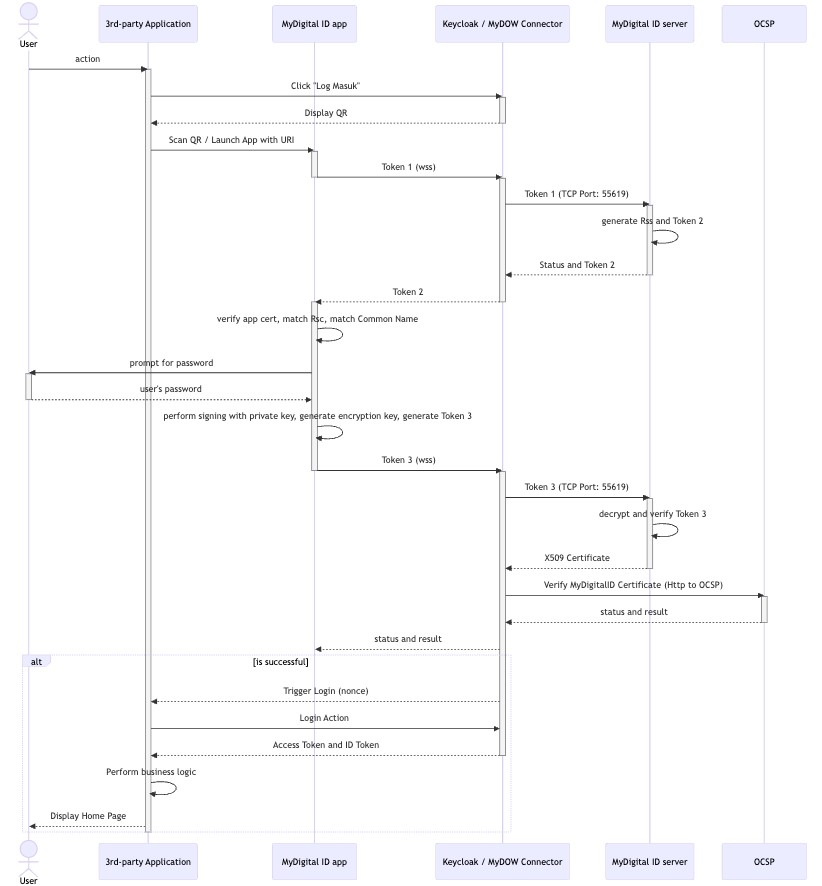 3rd-party Application
MyDigital ID app
Keycloak / MyDOW Connector
MyDigital ID server
OCSP
User
action
Click "Log Masuk"
Display QR
Scan QR / Launch App with URI
Token 1 (wss)
Token 1 (TCP Port: 55619)
generate Rss and Token 2
Status and Token 2
Token 2
verify app cert, match Rsc, match Common Name
prompt for password
user's password
perform signing with private key, generate encryption key, generate Token 3
Token 3 (wss)
Token 3 (TCP Port: 55619)
decrypt and verify Token 3
X509 Certificate
Verify MyDigitalID Certificate (Http to OCSP)
status and result
status and result
alt
[is successful]
Trigger Login (nonce)
Login Action
Access Token and ID Token
Perform business logic
Display Home Page
3rd-party Application
MyDigital ID app
Keycloak / MyDOW Connector
MyDigital ID server
OCSP
User